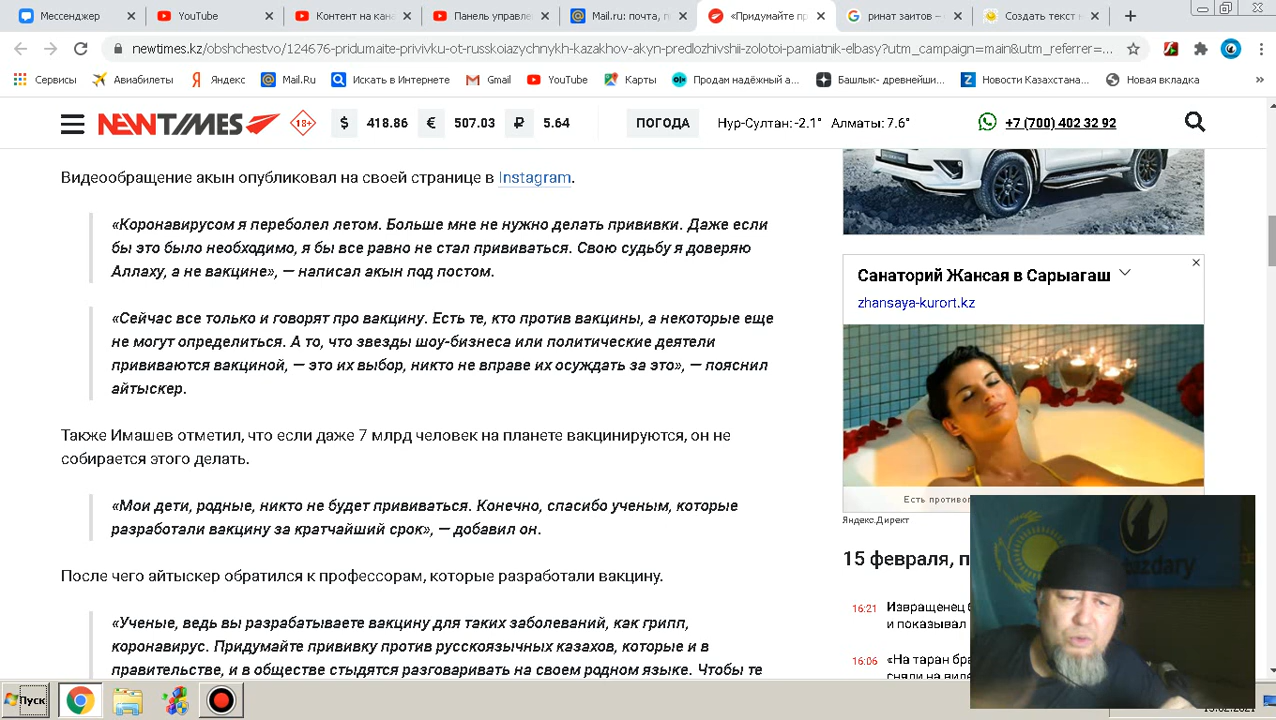 Мессенджер
YouTube
Контент на кана
Панель управле
Mail.ru: почта, п
«Придумайте пр
ринат заитов –
Создать текст н
newtimes.kz/obshchestvo/124676-pridumaite-privivku-ot-russkoiazychnykh-kazakhov-akyn-predlozhivshii-zolotoi-pamiatnik-elbasy?utm_campaign=main&utm_referrer=...
Сервисы
Авиабилеты
Яндекс
Mail.Ru
Искать в Интернете
Gmail
YouTube
Карты
Продам надёжный а...
Башлык- древнейши...
Новости Казахстана...
Новая вкладка
»
NEWTIMES
18+
$ 418.86 € 507.03 ₽ 5.64
ПОГОДА
Нур-Султан: -2.1° Алматы: 7.6°
+7 (700) 402 32 92
Видеообращение акын опубликовал на своей странице в Instagram.
«Коронавирусом я переболел летом. Больше мне не нужно делать прививки. Даже если
бы это было необходимо, я бы все равно не стал прививаться. Свою судьбу я доверяю
Аллаху, а не вакцине», — написал акын под постом.
«Сейчас все только и говорят про вакцину. Есть те, кто против вакцины, а некоторые еще
не могут определиться. А то, что звезды шоу-бизнеса или политические деятели
прививаются вакциной, — это их выбор, никто не вправе их осуждать за это», — пояснил
айтыскер.
Также Имашев отметил, что если даже 7 млрд человек на планете вакцинируются, он не
собирается этого делать.
«Мои дети, родные, никто не будет прививаться. Конечно, спасибо ученым, которые
разработали вакцину за кратчайший срок», — добавил он.
После чего айтыскер обратился к профессорам, которые разработали вакцину.
«Ученые, ведь вы разрабатываете вакцину для таких заболеваний, как грипп,
коронавирус. Придумайте прививку против русскоязычных казахов, которые и в
правительстве, и в обществе стыдятся разговаривать на своем родном языке. Чтобы те
Санаторий Жансая в Сарыагаш
zhansaya-kurort.kz
Есть противоп
Яндекс.Директ
15 февраля, п
16:21 Извращенец б
и показывал
16:06 «На таран бра
сняли на виде
Пуск